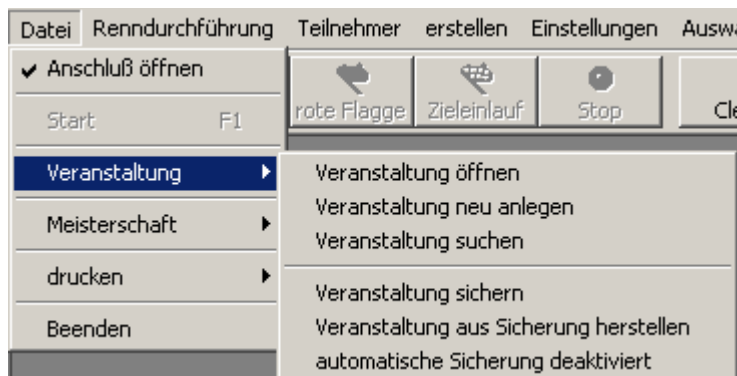 Datei Renndurchführung Teilnehmer erstellen Einstellungen
Anschluß öffnen
rote Flagge Zieleinlauf Stop
Start F1
Veranstaltung
Veranstaltung öffnen
Veranstaltung neu anlegen
Veranstaltung suchen
Meisterschaft
drucken
Veranstaltung sichern
Beenden
Veranstaltung aus Sicherung herstellen
automatische Sicherung deaktiviert